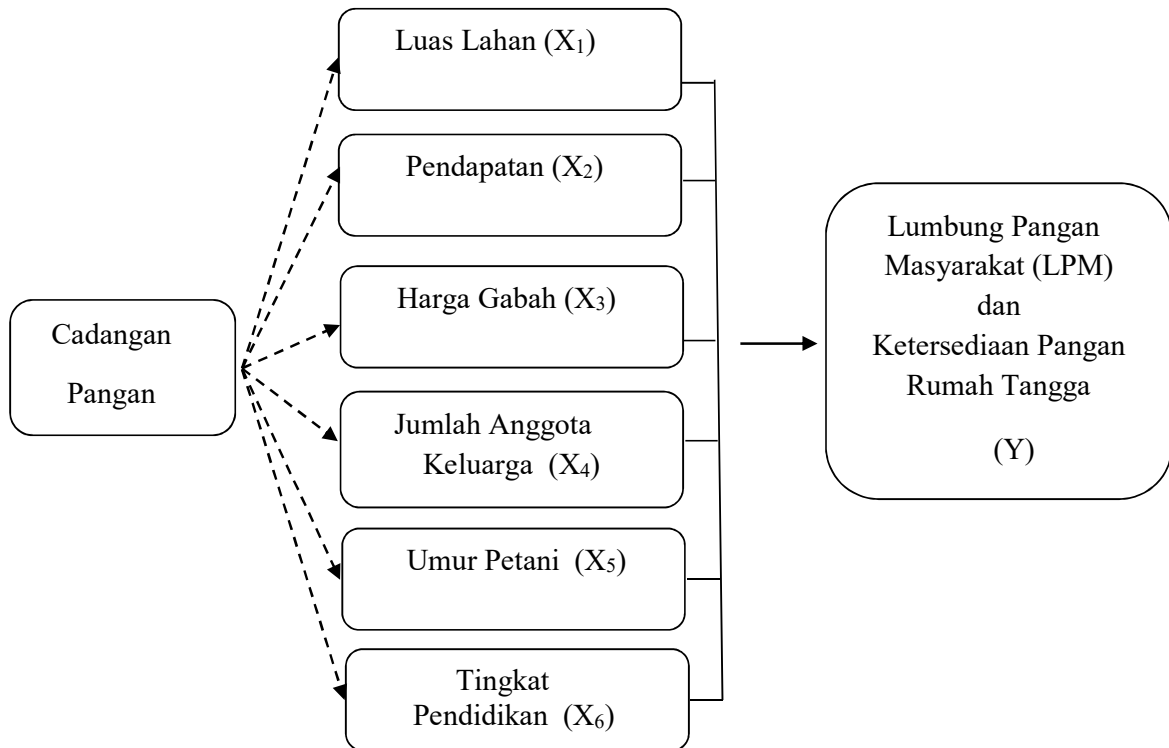 Cadangan
Pangan
Luas Lahan (X₁)
Pendapatan (X₂)
Harga Gabah (X₃)
Jumlah Anggota
Keluarga (X₄)
Umur Petani (X₅)
Tingkat
Pendidikan (X₆)
Lumbung Pangan
Masyarakat (LPM)
dan
Ketersediaan Pangan
Rumah Tangga
(Y)